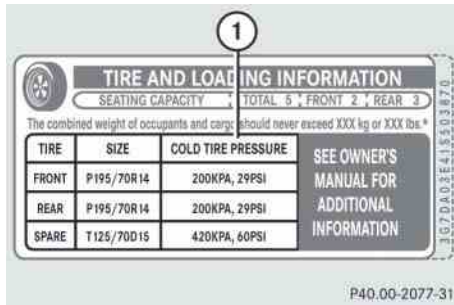 1
TIRE AND LOADING INFORMATION
SEATING CAPACITY TOTAL 5 FRONT 2 REAR 3
The combined weight of occupants and cargo should never exceed XXX kg or XXX lbs.*
TIRE SIZE COLD TIRE PRESSURE
FRONT P195/70R14 200KPA, 29PSI
REAR P195/70R14 200KPA, 29PSI
SPARE T125/70D15 420KPA, 60PSI
SEE OWNER'S
MANUAL FOR
ADDITIONAL
INFORMATION
3G7DA03E41S503870
P40.00-2077-31